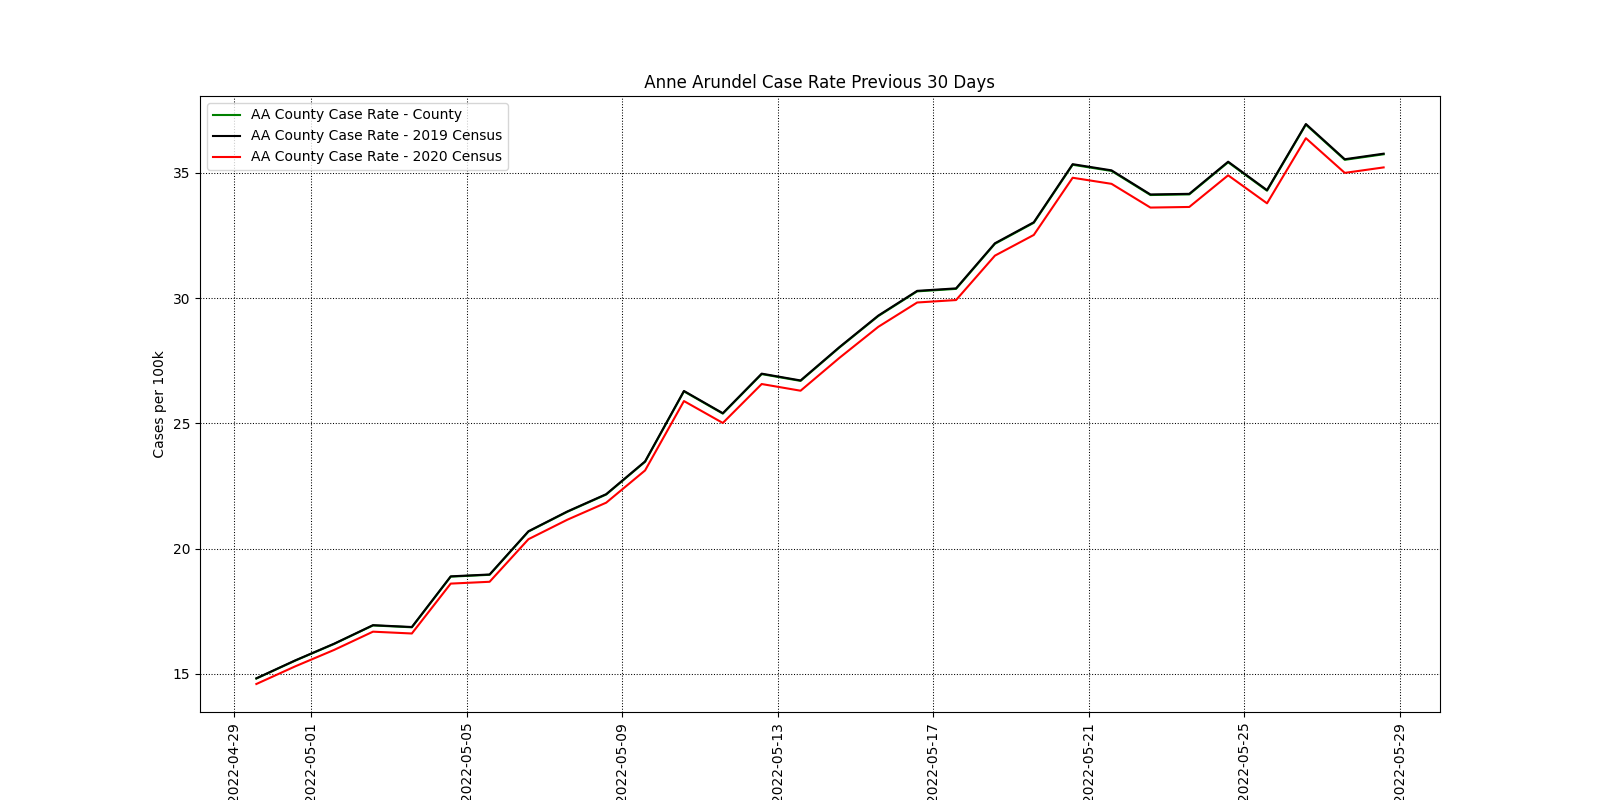 Anne Arundel Case Rate Previous 30 Days
AA County Case Rate - County
AA County Case Rate - 2019 Census
AA County Case Rate - 2020 Census
Cases per 100k
35
30
25
20
15
2022-04-29
2022-05-01
2022-05-05
2022-05-09
2022-05-13
2022-05-17
2022-05-21
2022-05-25
2022-05-29